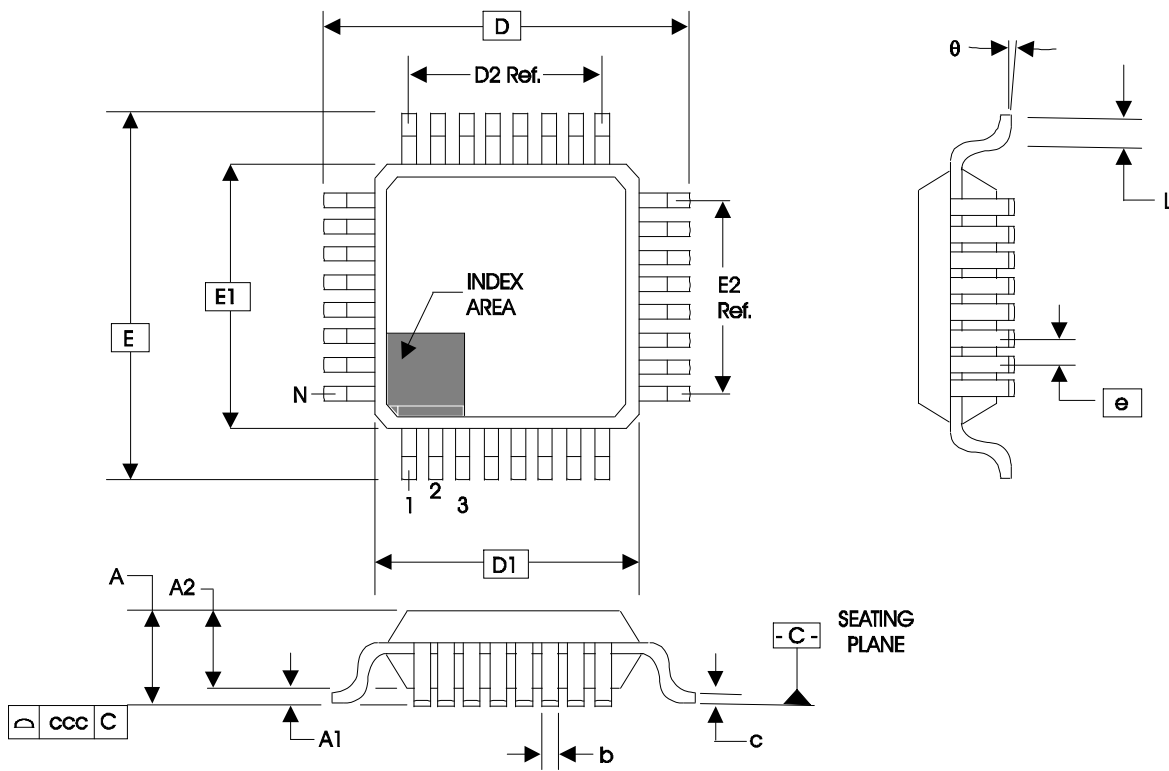 D
D2 Ref.
θ
L
INDEX
AREA
E1
E2
Ref.
E
N
e
1
2
3
D1
A
A2
- C -
SEATING
PLANE
ccc C
A1
b
c